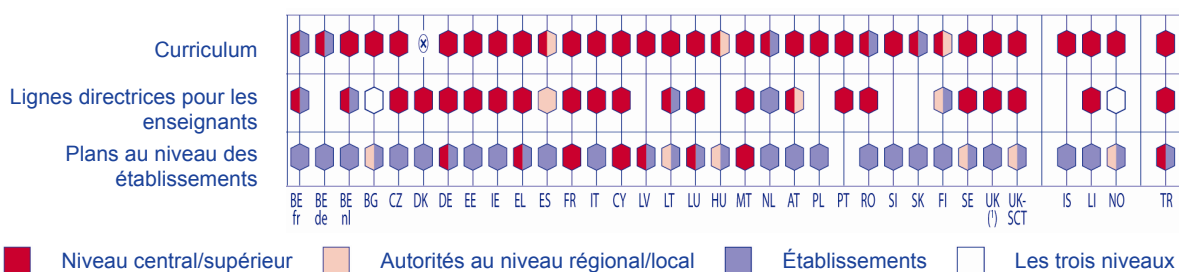 Curriculum
x
Lignes directrices pour les
enseignants
Plans au niveau des
établissements
BE fr BE de BE nl BG CZ DK DE EE IE EL ES FR IT CY LV LT LU HU MT NL AT PL PT RO SI SK FI SE UK (¹) UK-SCT IS LI NO TR
Niveau central/supérieur Autorités au niveau régional/local Établissements Les trois niveaux